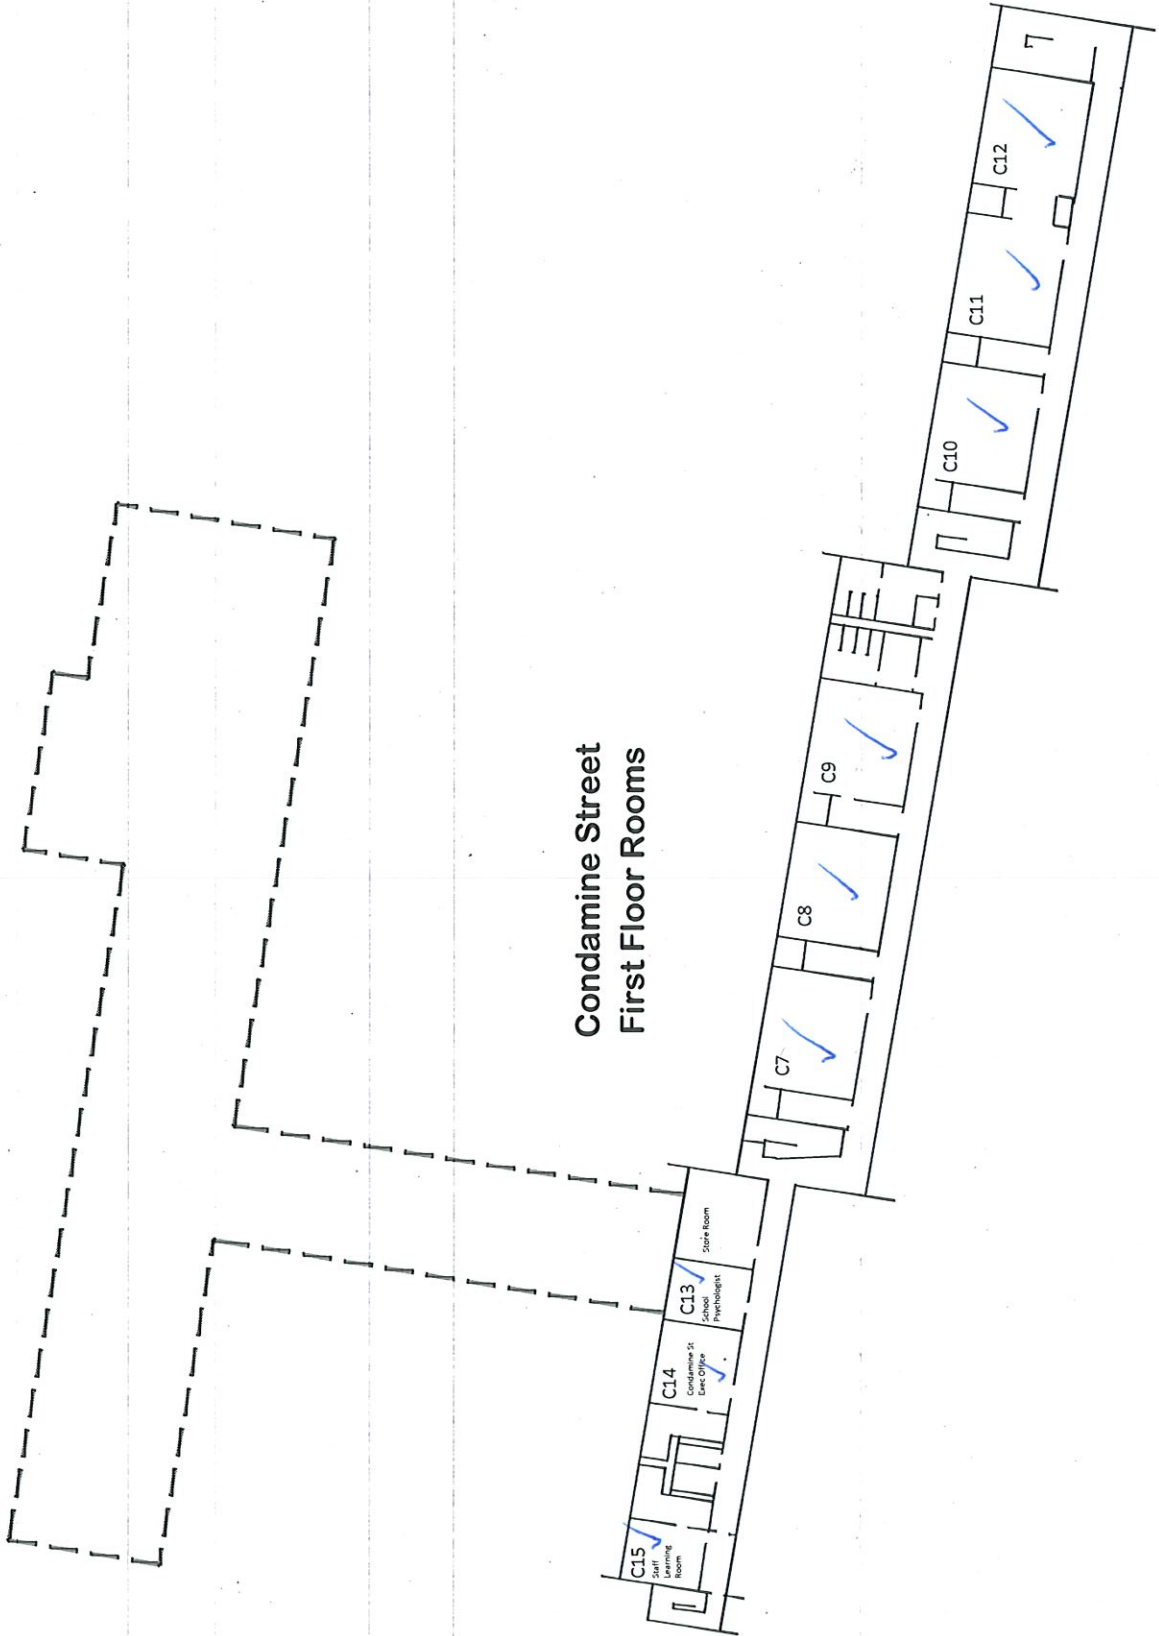 Condamine Street
First Floor Rooms
C15
Staff
Learning
Room
C14
Condamine St
Exec Office
C13
School
Psychologist
Store Room
C7
C8
C9
C10
C11
C12